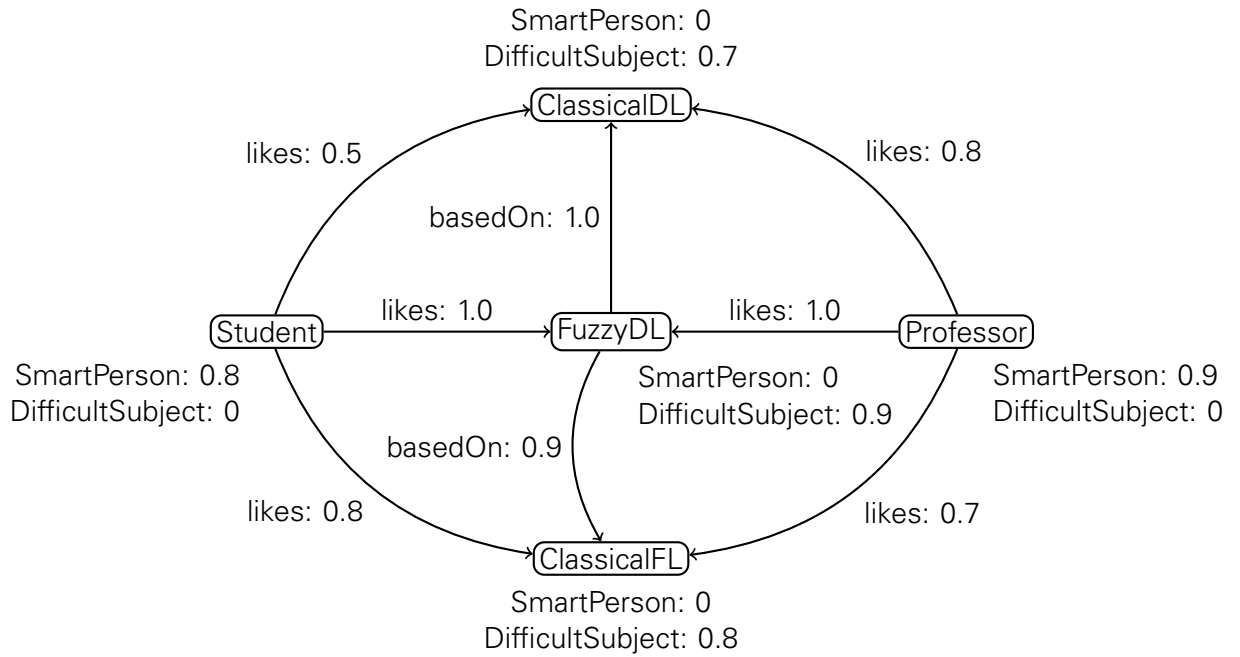 SmartPerson: 0
DifficultSubject: 0.7
ClassicalDL
likes: 0.5
likes: 0.8
basedOn: 1.0
likes: 1.0
likes: 1.0
Student
FuzzyDL
Professor
SmartPerson: 0.8
DifficultSubject: 0
SmartPerson: 0
DifficultSubject: 0.9
SmartPerson: 0.9
DifficultSubject: 0
basedOn: 0.9
likes: 0.8
likes: 0.7
ClassicalFL
SmartPerson: 0
DifficultSubject: 0.8